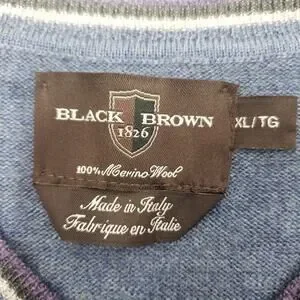 BLACK BROWN
1826
XL/TG
100% Merino Wool
Made in Italy
Fabrique en Italie